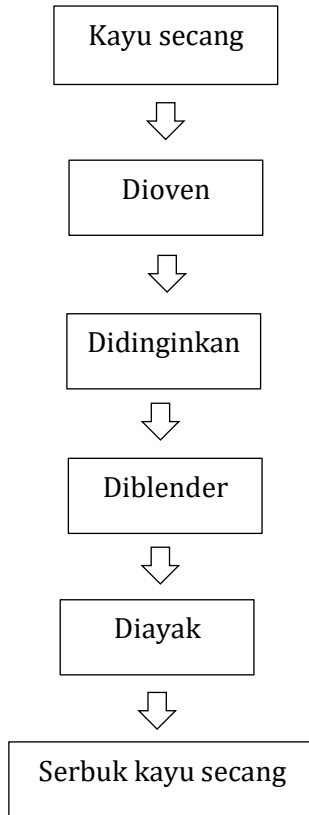 Kayu secang
Dioven
Didinginkan
Diblender
Diayak
Serbuk kayu secang